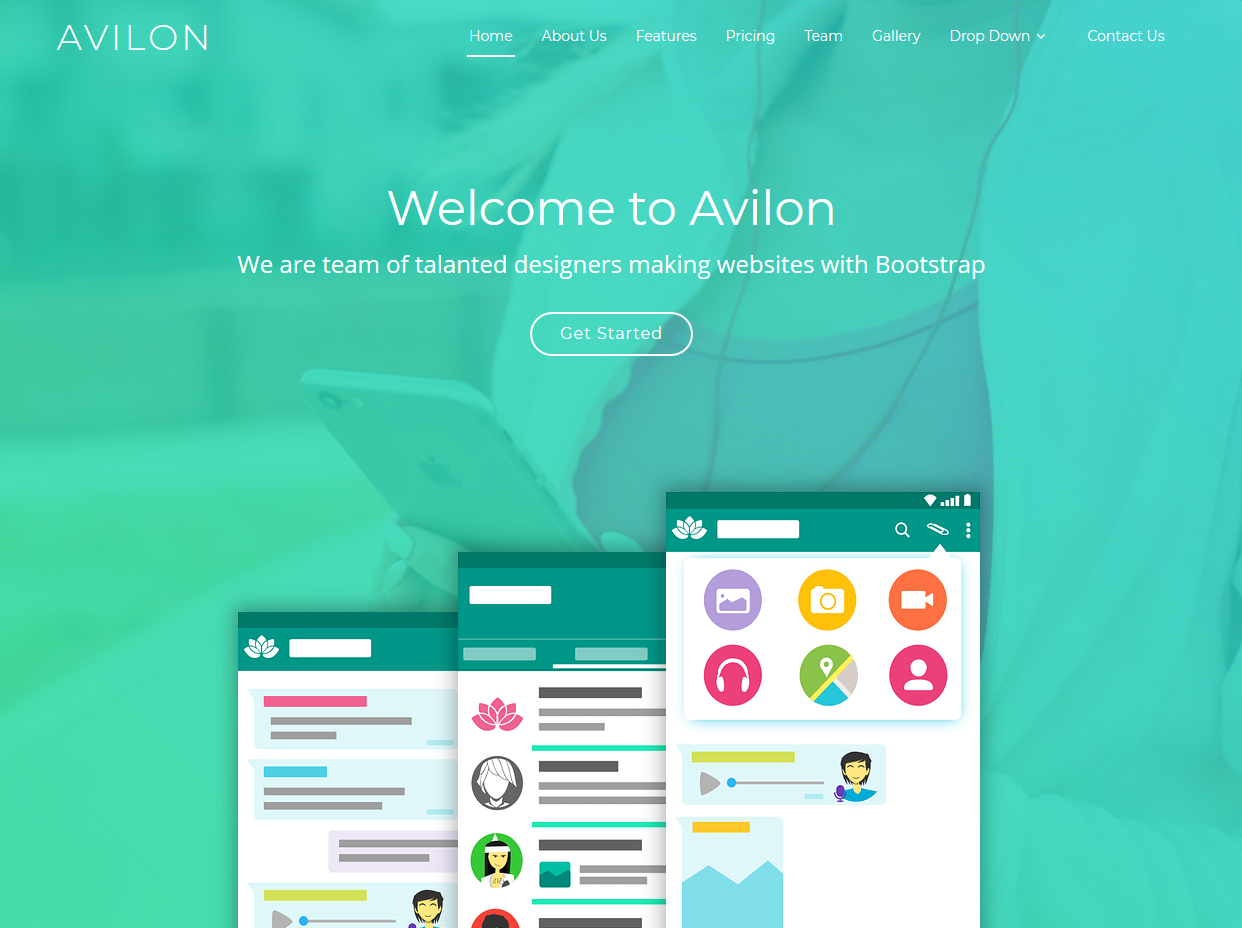 AVILON
Home About Us Features Pricing Team Gallery Drop Down Contact Us
Welcome to Avilon
We are team of talanted designers making websites with Bootstrap
Get Started